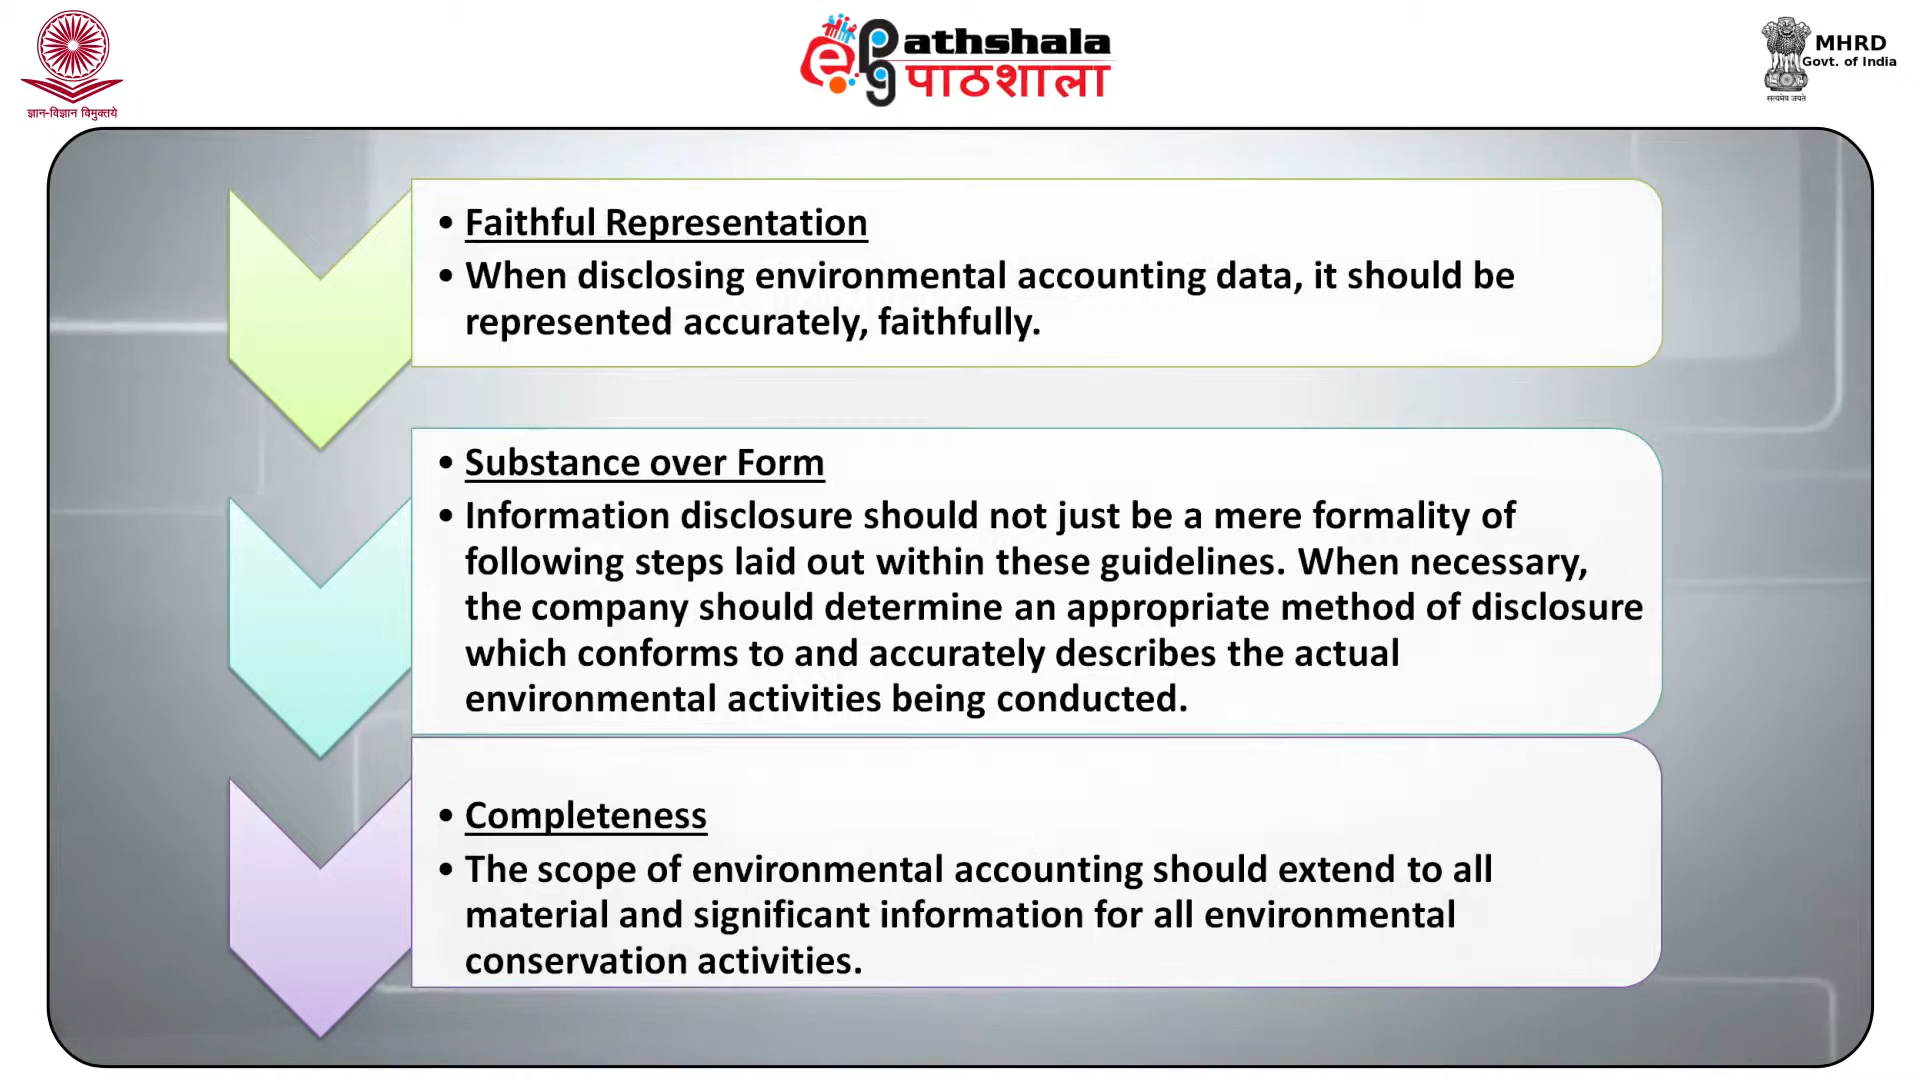 ज्ञान-विज्ञान विमुक्तये
ePg athshala
पाठशाला
MHRD
Govt. of India
सत्यमेव जयते
• Faithful Representation
• When disclosing environmental accounting data, it should be
represented accurately, faithfully.
• Substance over Form
• Information disclosure should not just be a mere formality of
following steps laid out within these guidelines. When necessary,
the company should determine an appropriate method of disclosure
which conforms to and accurately describes the actual
environmental activities being conducted.
• Completeness
• The scope of environmental accounting should extend to all
material and significant information for all environmental
conservation activities.